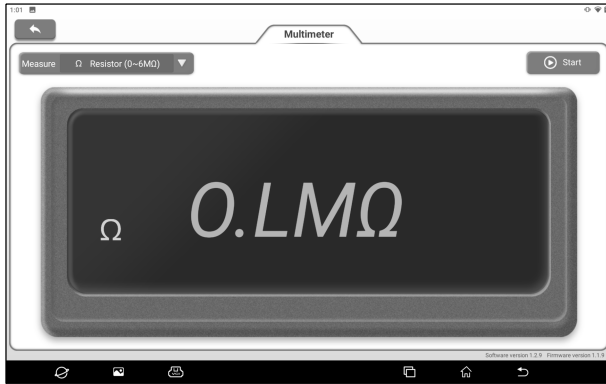 1:01
Multimeter
Measure Ω Resistor (0~6MΩ)
Start
Ω
O.LMΩ
Software version 1.2.9 Firmware version 1.1.9